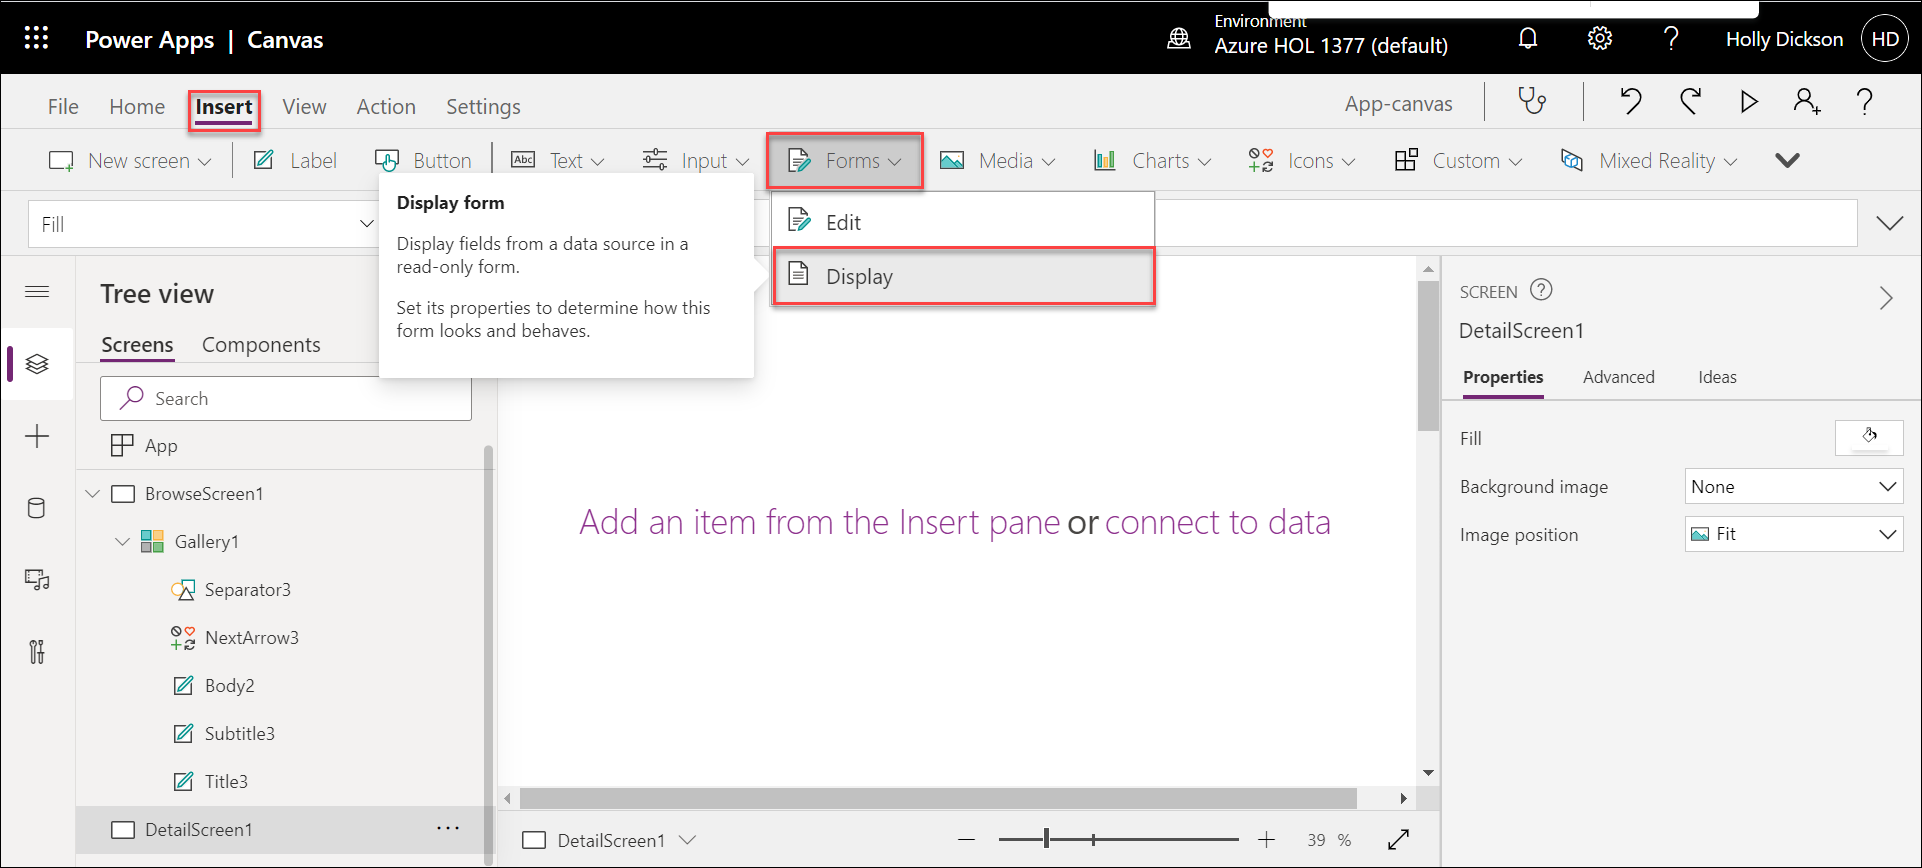 Power Apps | Canvas
Environment
Azure HOL 1377 (default)
?
Holly Dickson
HD
File Home Insert View Action Settings
App-canvas
?
New screen
Label
Button
Abc Text
Input
Forms
Media
Charts
Icons
Custom
Mixed Reality
Fill
Edit
Display
Display form
Display fields from a data source in a
read-only form.
Set its properties to determine how this
form looks and behaves.
Tree view
Screens Components
Search
App
BrowseScreen1
Gallery1
Separator3
NextArrow3
Body2
Subtitle3
Title3
DetailScreen1 ...
Add an item from the Insert pane or connect to data
DetailScreen1
39 %
SCREEN ?
DetailScreen1
Properties Advanced Ideas
Fill
Background image None
Image position Fit